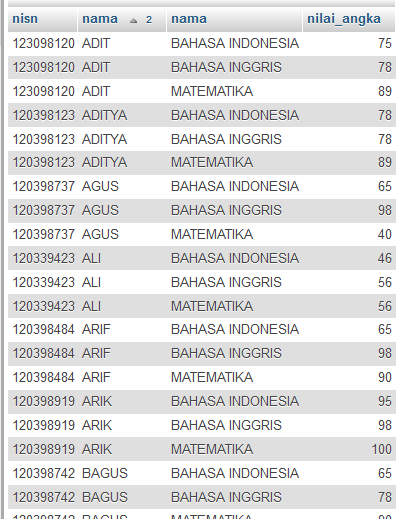 nisn nama 2 nama nilai_angka
123098120 ADIT BAHASA INDONESIA 75
123098120 ADIT BAHASA INGGRIS 78
123098120 ADIT MATEMATIKA 89
120398123 ADITYA BAHASA INDONESIA 78
120398123 ADITYA BAHASA INGGRIS 78
120398123 ADITYA MATEMATIKA 89
120398737 AGUS BAHASA INDONESIA 65
120398737 AGUS BAHASA INGGRIS 98
120398737 AGUS MATEMATIKA 40
120339423 ALI BAHASA INDONESIA 46
120339423 ALI BAHASA INGGRIS 56
120339423 ALI MATEMATIKA 56
120398484 ARIF BAHASA INDONESIA 65
120398484 ARIF BAHASA INGGRIS 98
120398484 ARIF MATEMATIKA 90
120398919 ARIK BAHASA INDONESIA 95
120398919 ARIK BAHASA INGGRIS 98
120398919 ARIK MATEMATIKA 100
120398742 BAGUS BAHASA INDONESIA 65
120398742 BAGUS BAHASA INGGRIS 78
120398742 BAGUS MATEMATIKA